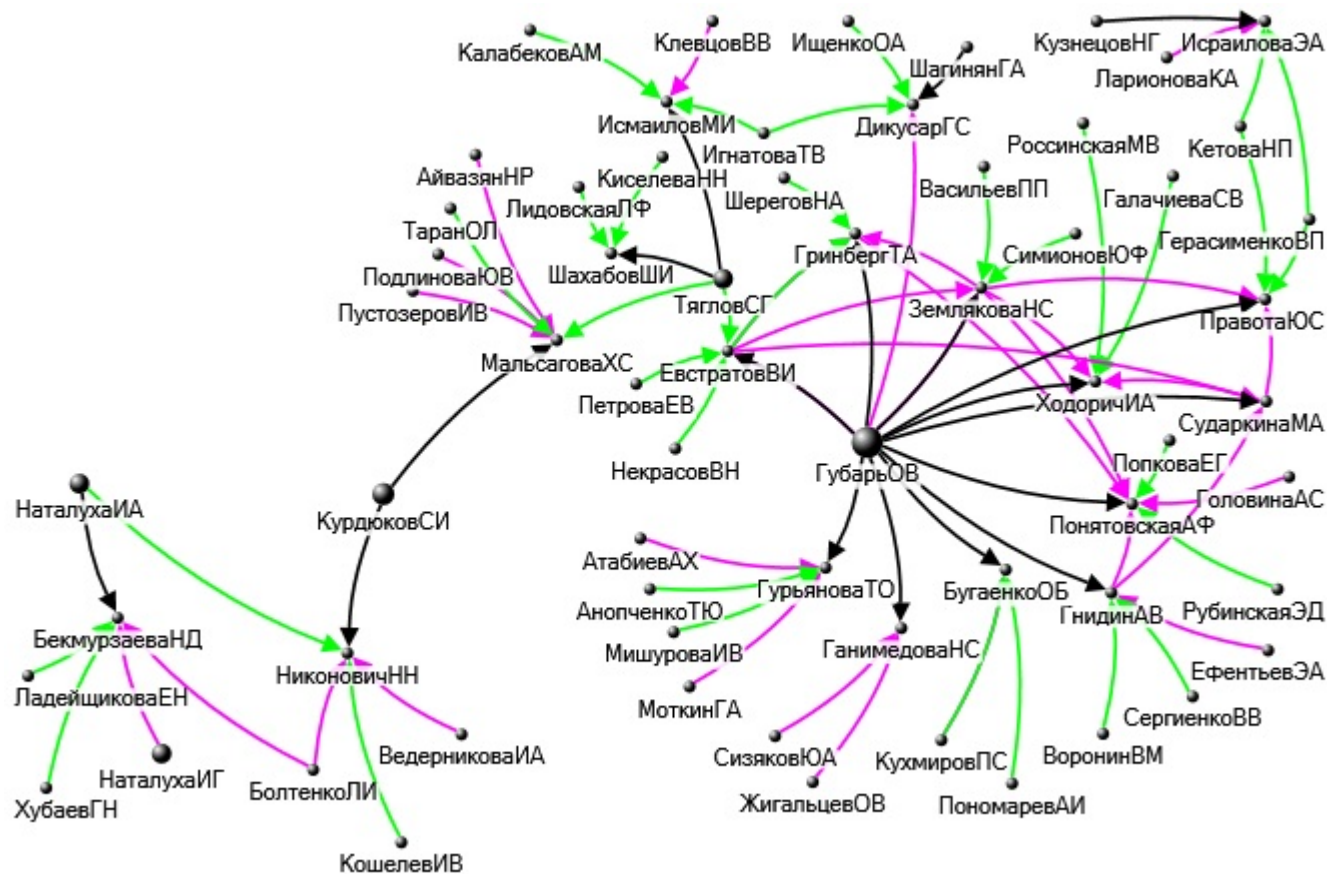 КлевцовВВ
ИщенкоОА
КузнецовНГ
ИсраиловаЭА
КалабековАМ
ШагинянГА
ЛарионоваКА
ИсмаиловМИ
ДикусарГС
ИгнатоваТВ
РоссинскаяМВ
КетоваНП
АйвазянНР
КиселеваНН
ШереговНА
ВасильевПП
ГалачиеваСВ
ЛидовскаяЛФ
ТаранОЛ
ГринбергТА
СимионовЮФ
ГерасименкоВП
ПодлиноваЮВ
ШахабовШИ
ПустозеровИВ
ТягловСГ
ЗемляковаНС
ПравотаЮС
МальсаговаХС
ЕвстратовВИ
ПетроваЕВ
ХодоричИА
СударкинаМА
НекрасовВН
ГубарьОВ
ПопковаЕГ
ГоловинаАС
НаталухаИА
КурдюковСИ
ПонятовскаяАФ
АтабиевАХ
ГурьяноваТО
БугаенкоОБ
АнопченкоТЮ
ГнидинАВ
РубинскаяЭД
БекмурзаеваНД
МишуроваИВ
ГанимедоваНС
НиконовичНН
ЕфентьевЭА
ЛадейщиковаЕН
МоткинГА
СергиенкоВВ
ВедерниковаИА
СизяковЮА
КухмировПС
ВоронинВМ
НаталухаИГ
БолтенкоЛИ
ХубаевГН
ЖигальцевОВ
ПономаревАИ
КошелевИВ